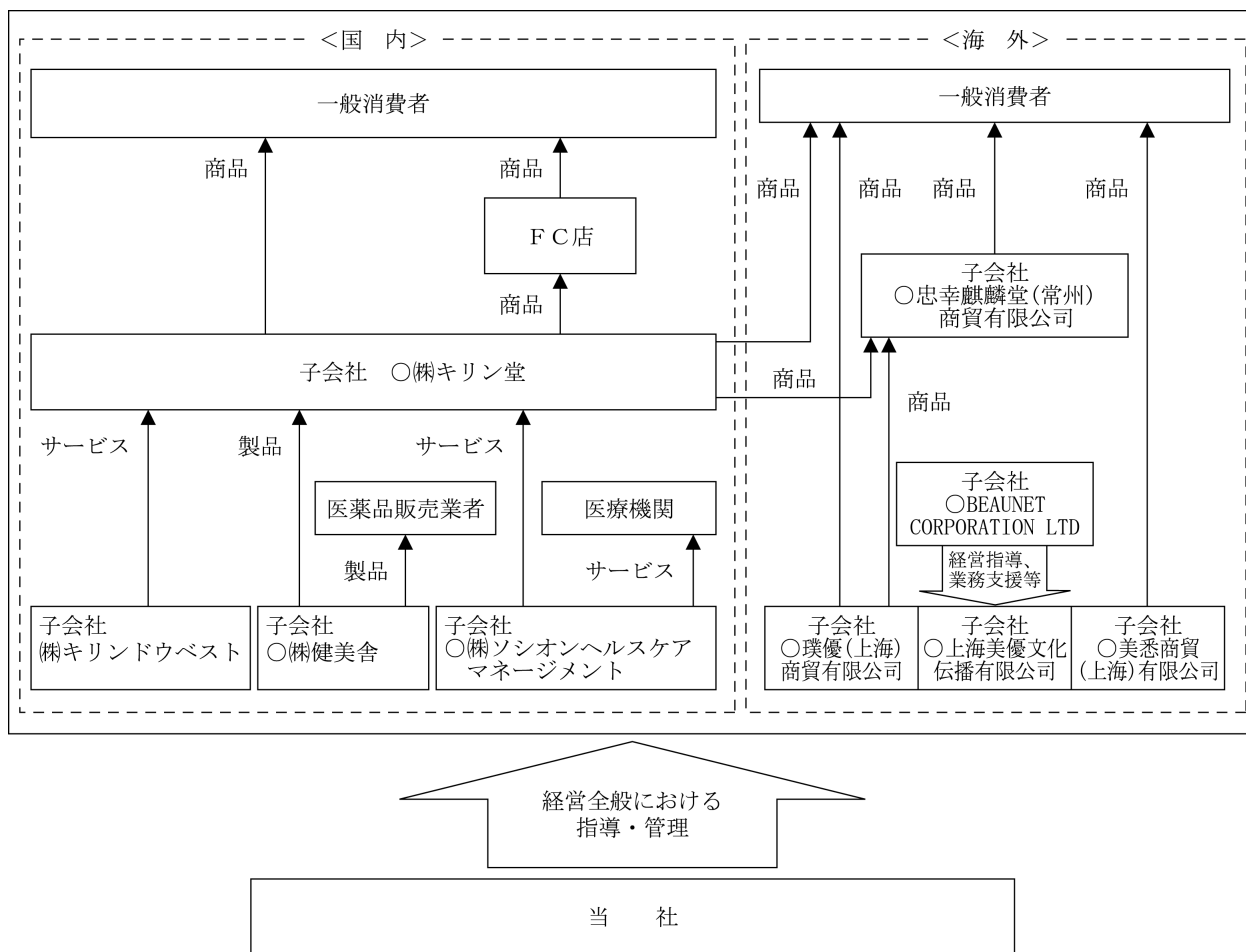 ＜国　内＞
＜海　外＞
一般消費者
一般消費者
商品
商品
商品
商品
商品
商品
ＦＣ店
子会社
○忠幸麒麟堂(常州)
商貿有限公司
商品
子会社　○㈱キリン堂
商品
商品
サービス
製品
サービス
子会社
○BEAUNET
CORPORATION LTD
医薬品販売業者
医療機関
経営指導、
業務支援等
製品
サービス
子会社
㈱キリンドウベスト
子会社
○㈱健美舎
子会社
○㈱ソシオンヘルスケア
マネージメント
子会社
○璞優(上海)
商貿有限公司
子会社
○上海美優文化
伝播有限公司
子会社
○美悉商貿
(上海)有限公司
経営全般における
指導・管理
当　　社